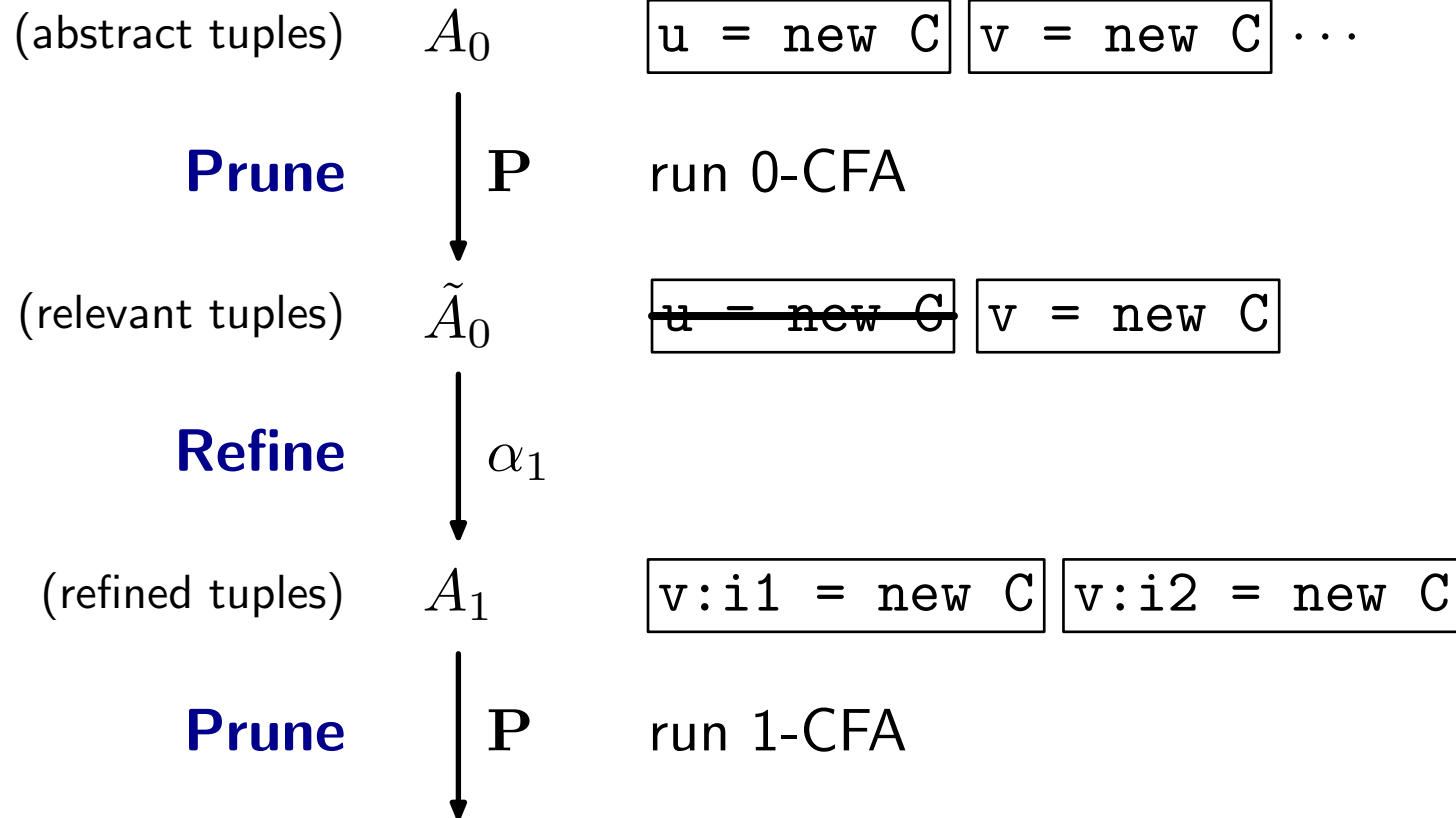 (abstract tuples) A₀ u = new C v = new C ···
Prune P run 0-CFA
(relevant tuples) Ã₀ u = new C v = new C
Refine α₁
(refined tuples) A₁ v:i1 = new C v:i2 = new C
Prune P run 1-CFA